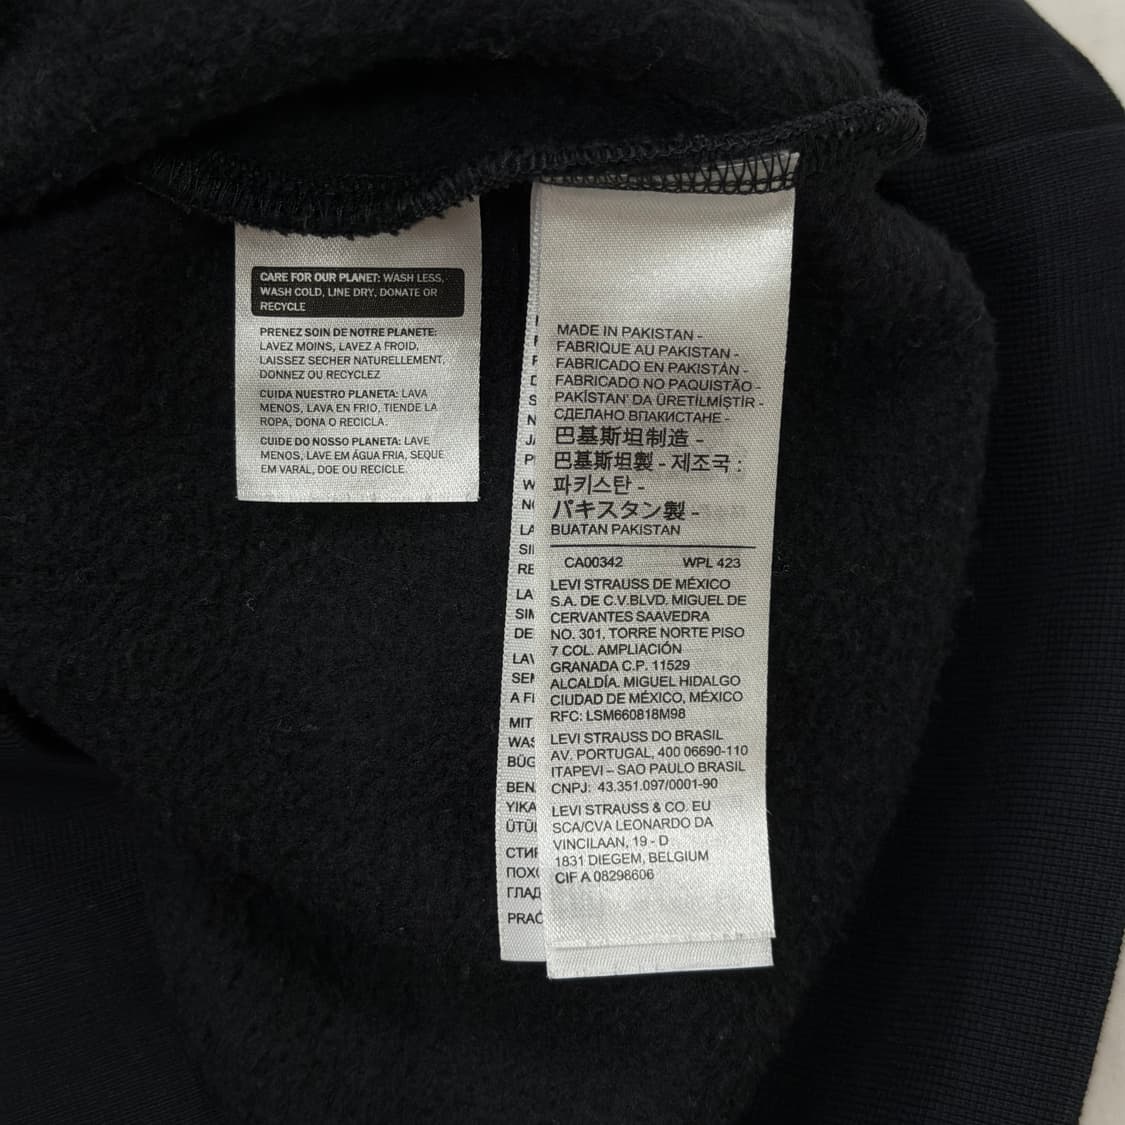 CARE FOR OUR PLANET: WASH LESS,
WASH COLD, LINE DRY, DONATE OR
RECYCLE
PRENEZ SOIN DE NOTRE PLANETE:
LAVEZ MOINS, LAVEZ A FROID,
LAISSEZ SECHER NATURELLEMENT,
DONNEZ OU RECYCLEZ
CUIDA NUESTRO PLANETA: LAVA
MENOS, LAVA EN FRIO, TIENDE LA
ROPA, DONA O RECICLA.
CUIDE DO NOSSO PLANETA: LAVE
MENOS, LAVE EM ÁGUA FRIA, SEQUE
EM VARAL, DOE OU RECICLE.
MADE IN PAKISTAN -
FABRIQUE AU PAKISTAN -
FABRICADO EN PAKISTÁN -
FABRICADO NO PAQUISTÃO -
PAKİSTAN' DA ÜRETİLMİŞTİR -
СДЕЛАНО ВПАКИСТАНЕ -
巴基斯坦制造 -
巴基斯坦製 - 제조국 :
파키스탄 -
パキスタン製 -
BUATAN PAKISTAN
CA00342 WPL 423
LEVI STRAUSS DE MÉXICO
S.A. DE C.V.BLVD. MIGUEL DE
CERVANTES SAAVEDRA
NO. 301, TORRE NORTE PISO
7 COL. AMPLIACIÓN
GRANADA C.P. 11529
ALCALDÍA. MIGUEL HIDALGO
CIUDAD DE MÉXICO, MÉXICO
RFC: LSM660818M98
LEVI STRAUSS DO BRASIL
AV. PORTUGAL, 400 06690-110
ITAPEVI – SAO PAULO BRASIL
CNPJ: 43.351.097/0001-90
LEVI STRAUSS & CO. EU
SCA/CVA LEONARDO DA
VINCILAAN, 19 - D
1831 DIEGEM, BELGIUM
CIF A 08298606